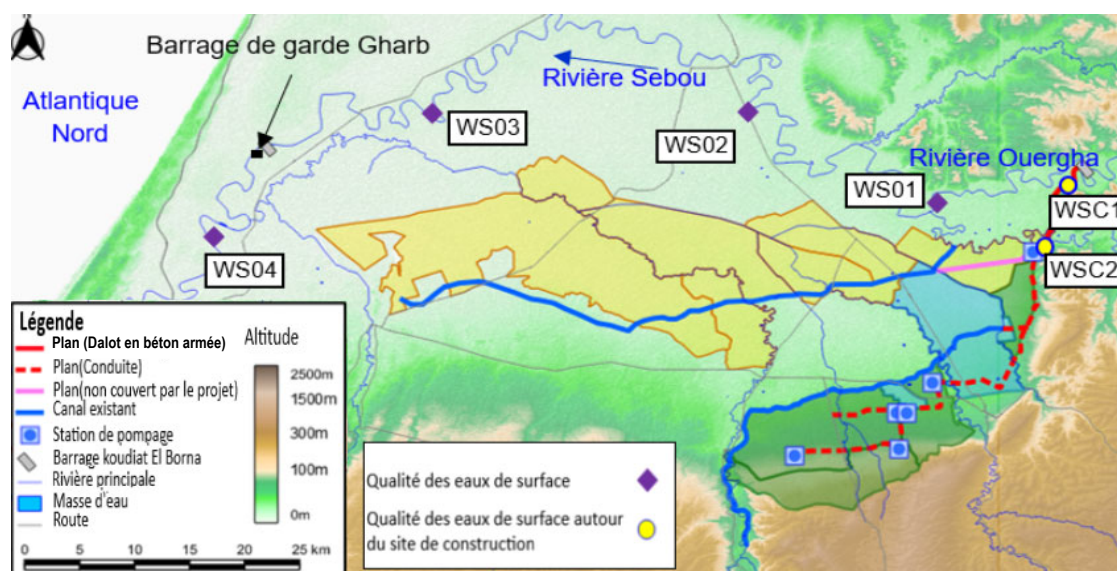 Barrage de garde Gharb
Atlantique
Nord
Rivière Sebou
WS03
WS02
Rivière Ouergha
WS01
WSC1
WSC2
WS04
Légende
Plan (Dalot en béton armée)
Plan(Conduite)
Plan(non couvert par le projet)
Canal existant
Station de pompage
Barrage koudiat El Borna
Rivière principale
Masse d'eau
Route
0 5 10 15 20 25 km
Altitude
2500m
1500m
300m
100m
0m
Qualité des eaux de surface
Qualité des eaux de surface autour
du site de construction